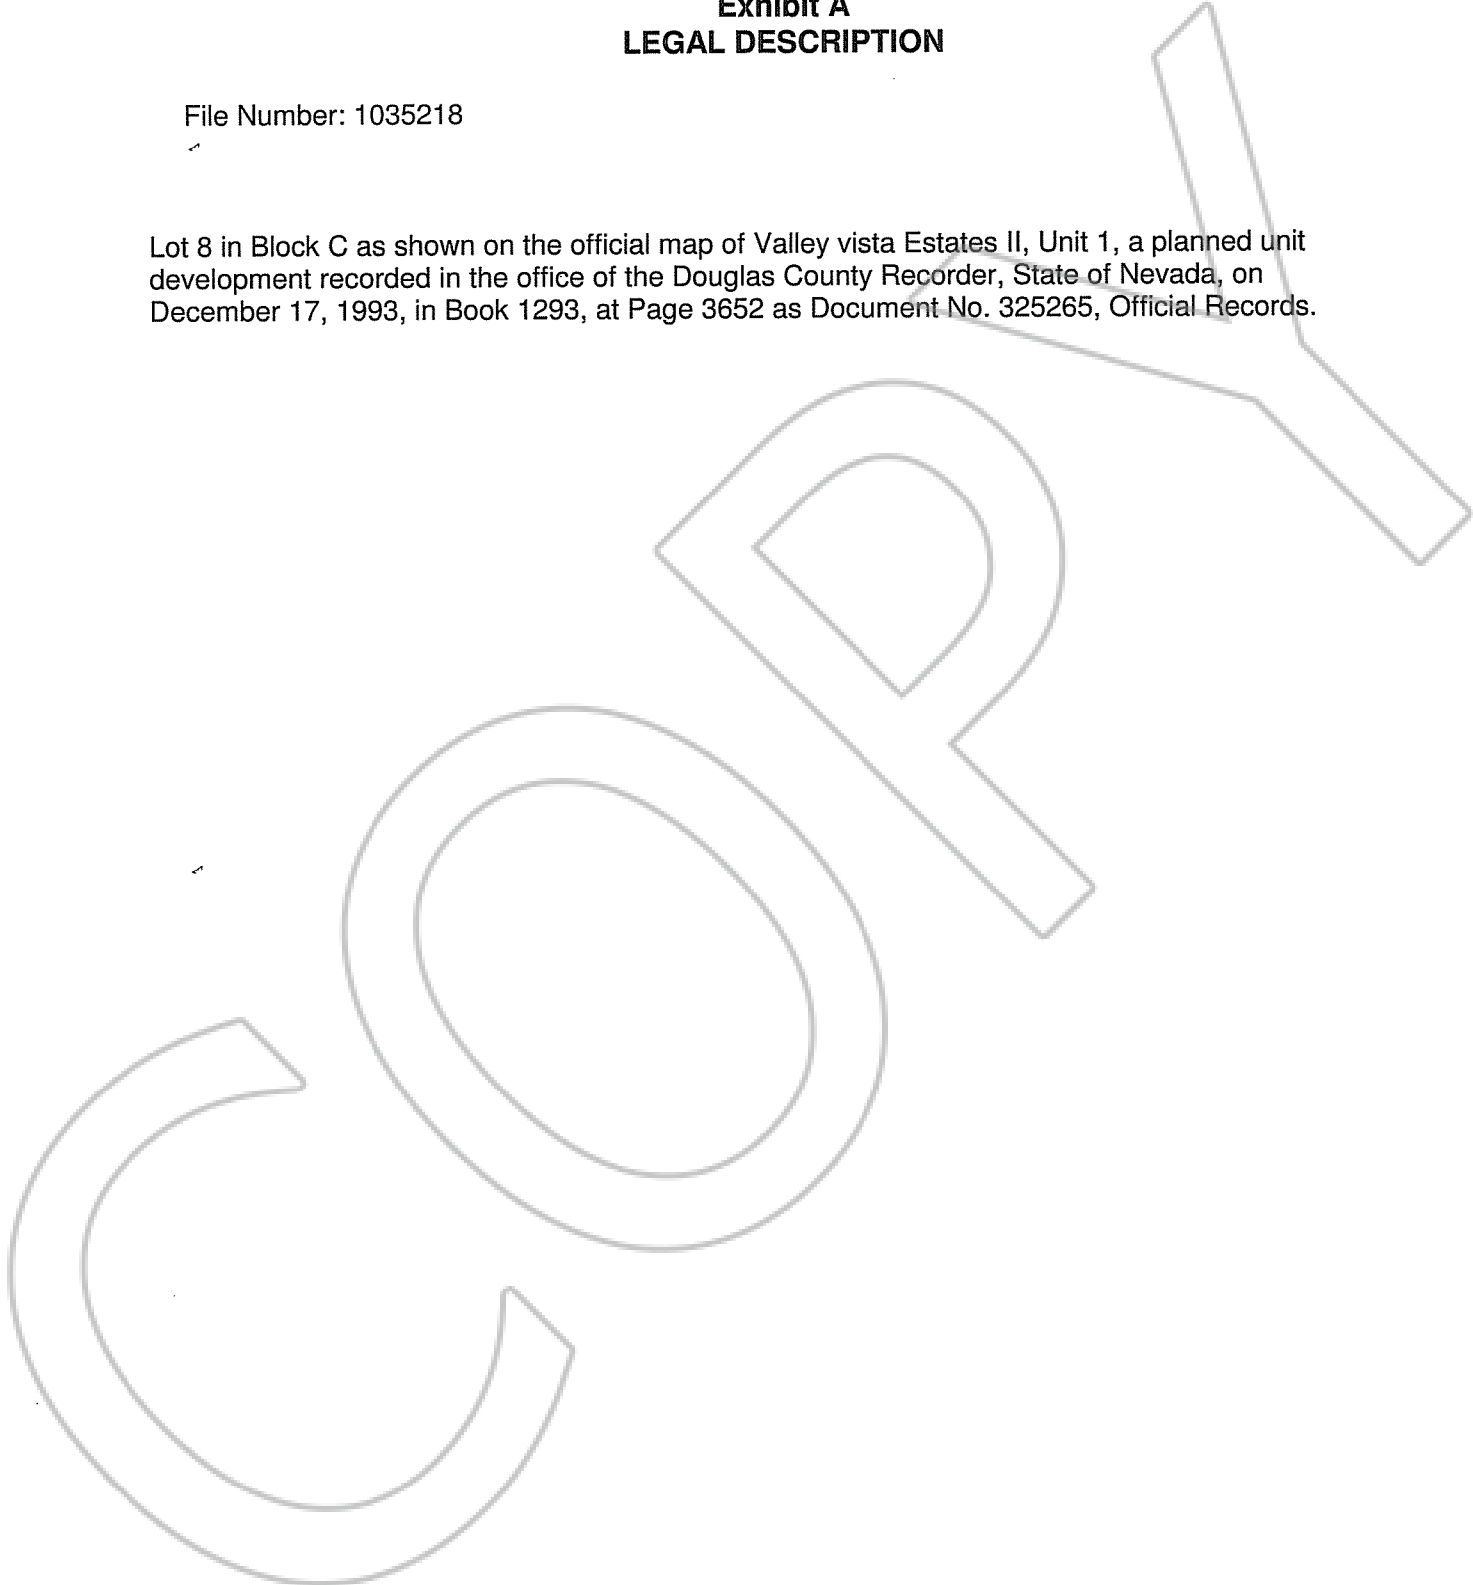 Exhibit A
LEGAL DESCRIPTION
File Number: 1035218
Lot 8 in Block C as shown on the official map of Valley vista Estates II, Unit 1, a planned unit
development recorded in the office of the Douglas County Recorder, State of Nevada, on
December 17, 1993, in Book 1293, at Page 3652 as Document No. 325265, Official Records.
COPY